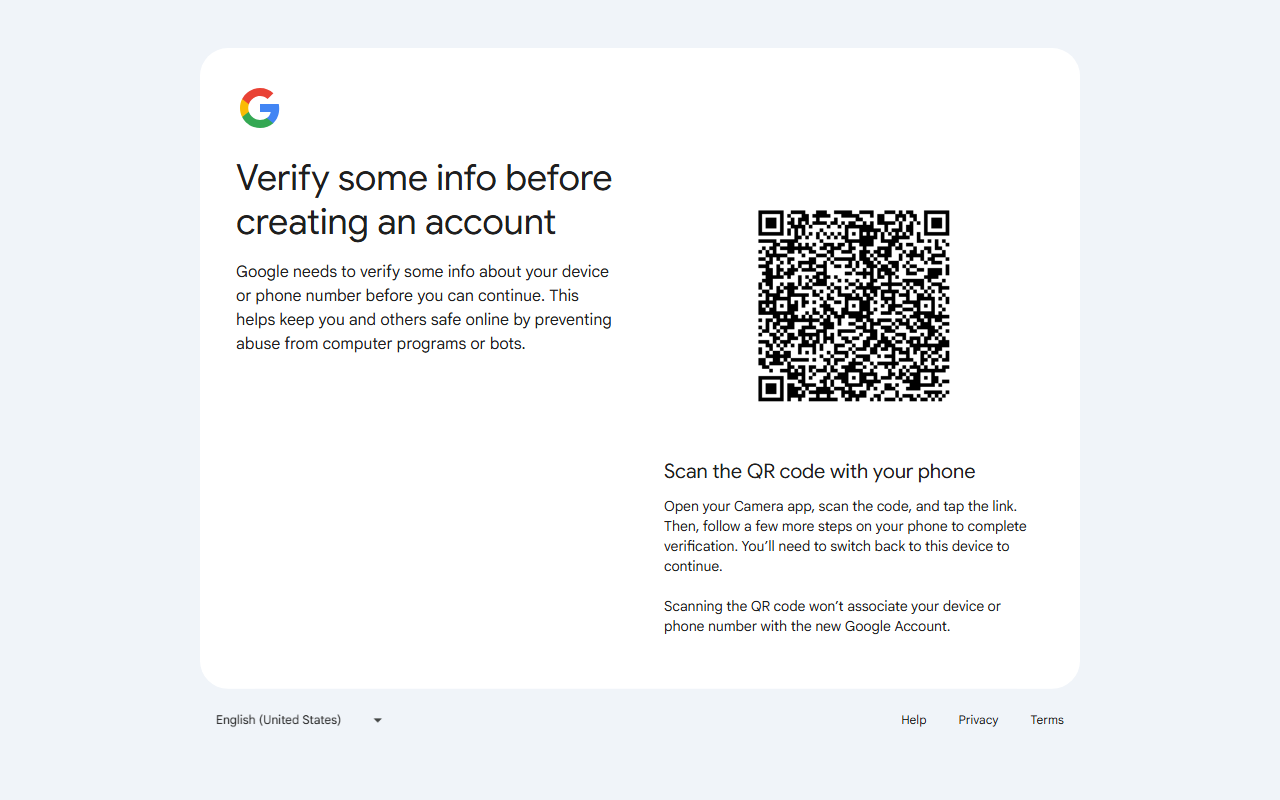 Verify some info before
creating an account
Google needs to verify some info about your device
or phone number before you can continue. This
helps keep you and others safe online by preventing
abuse from computer programs or bots.
Scan the QR code with your phone
Open your Camera app, scan the code, and tap the link.
Then, follow a few more steps on your phone to complete
verification. You’ll need to switch back to this device to
continue.
Scanning the QR code won’t associate your device or
phone number with the new Google Account.
English (United States)
Help
Privacy
Terms